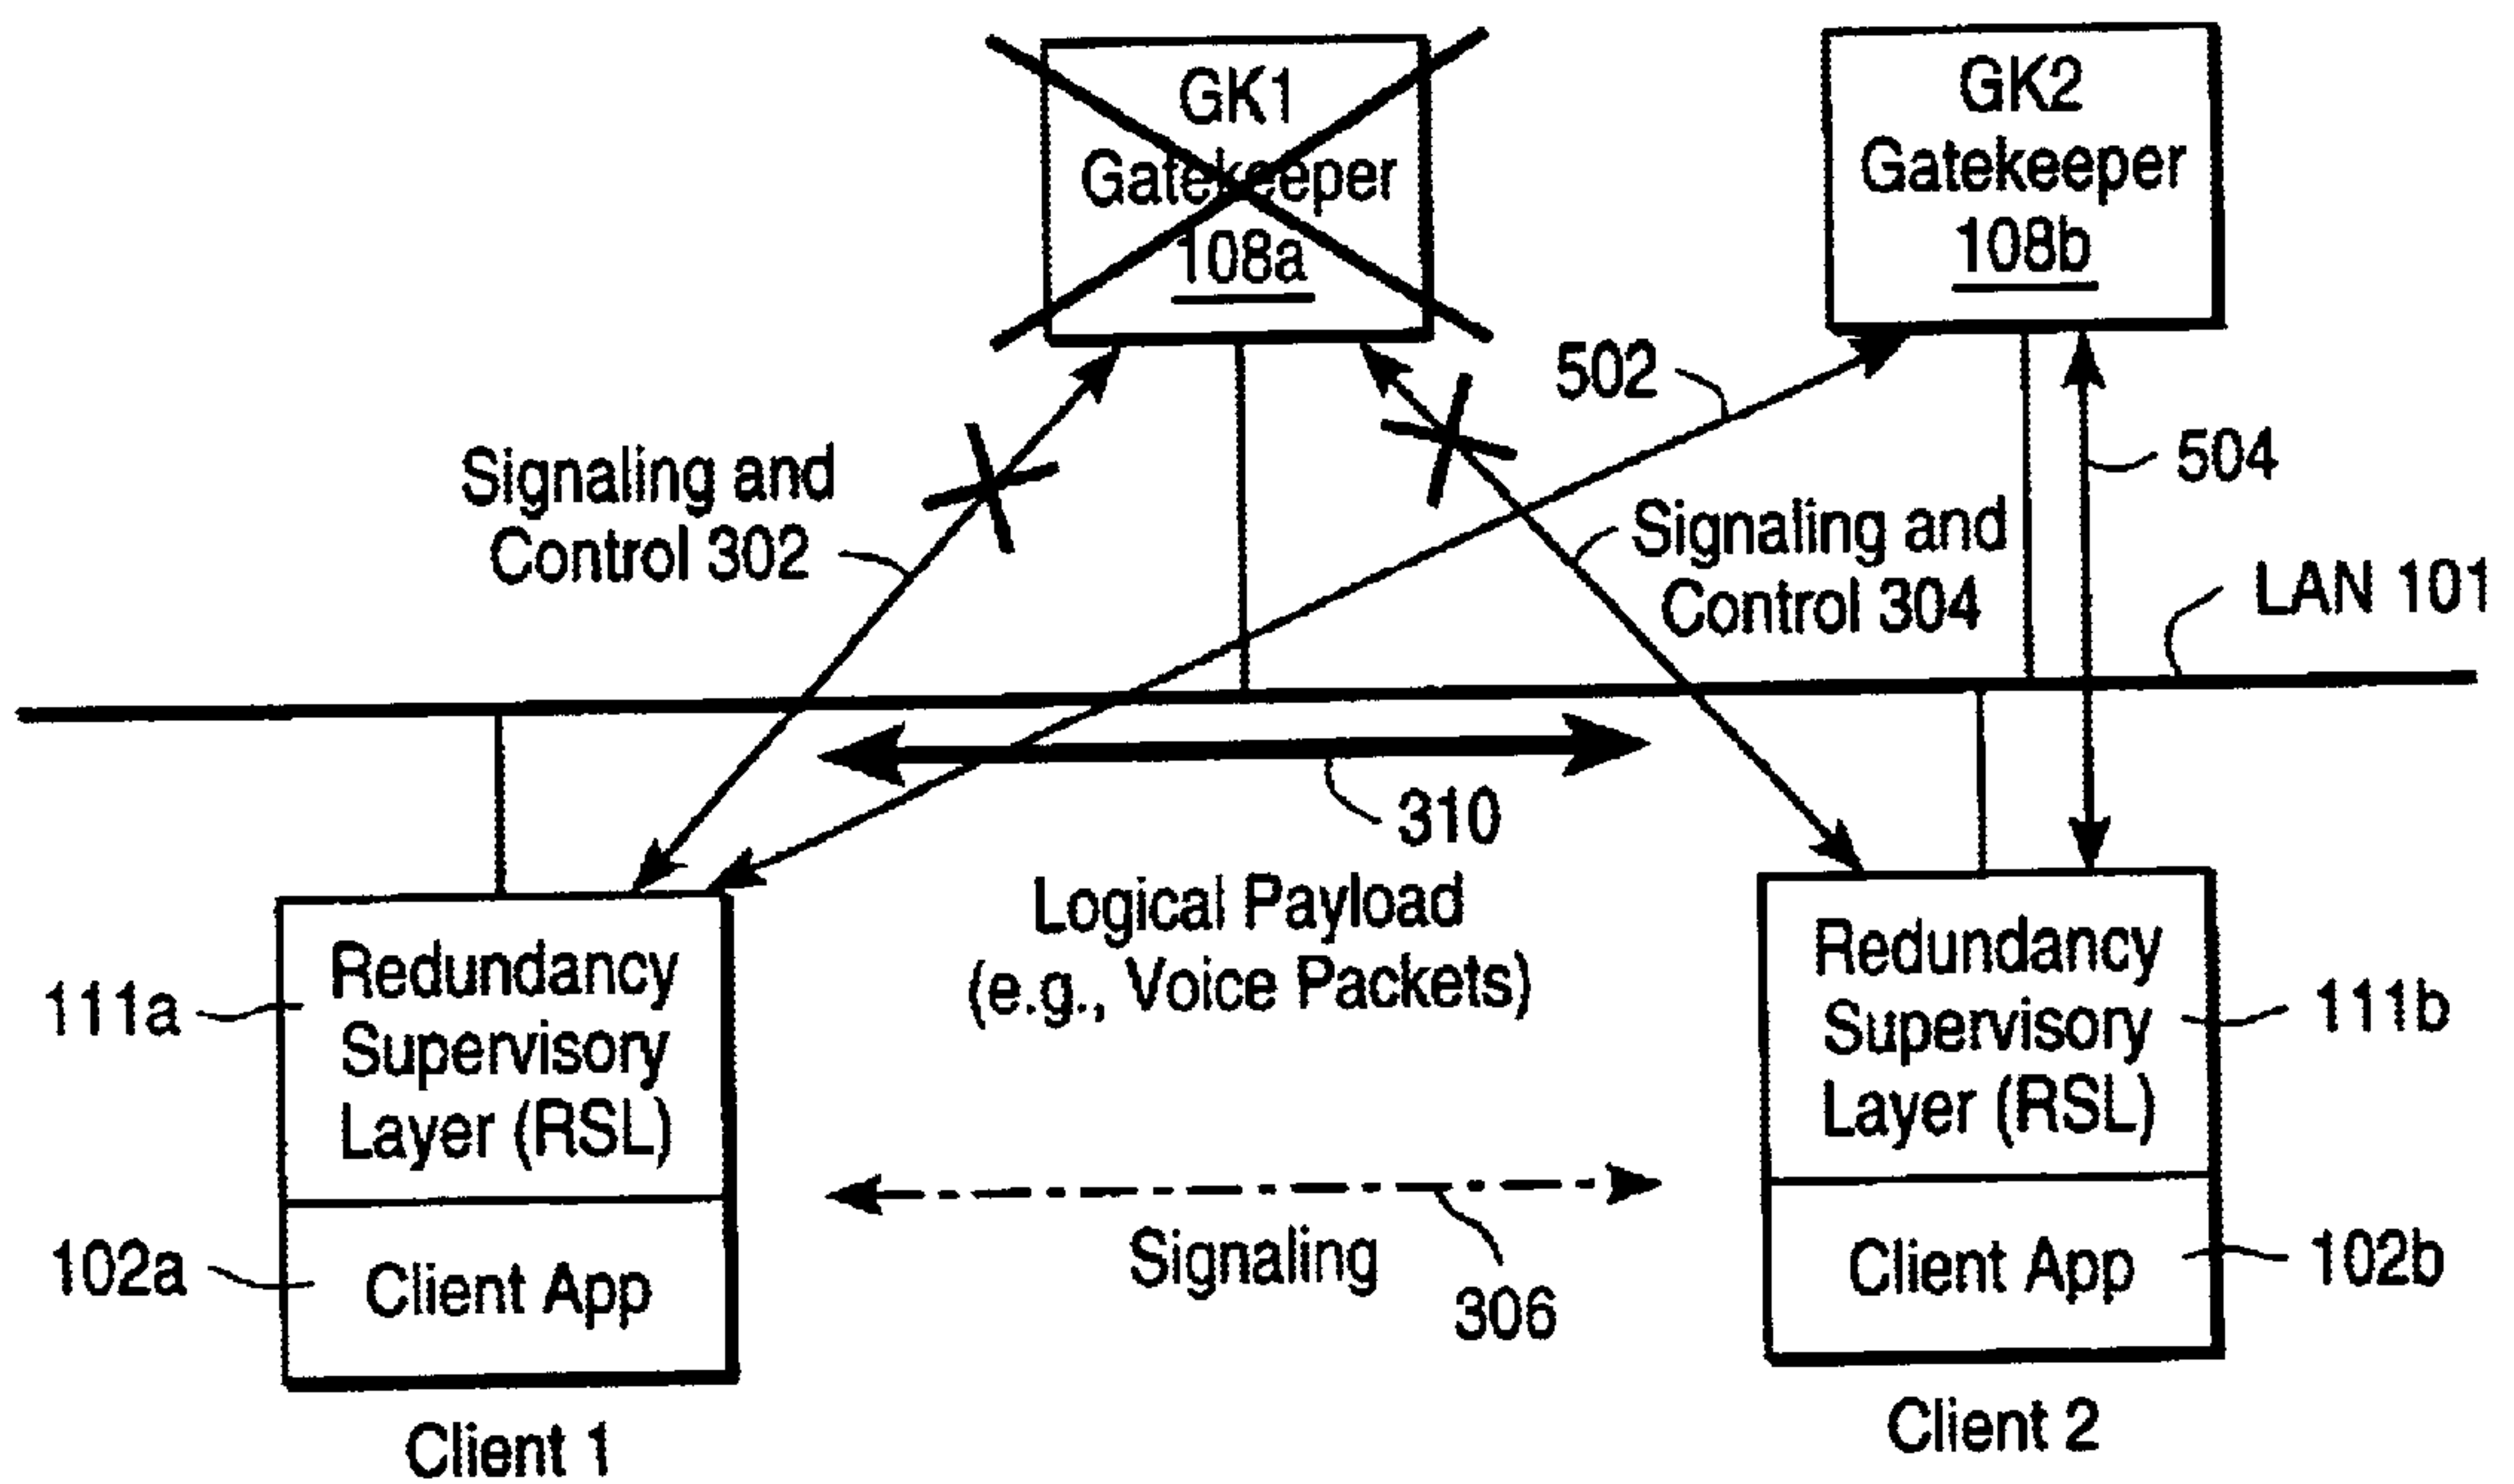 GK1
Gatekeeper
108a
GK2
Gatekeeper
108b
502
Signaling and
Control 302
504
Signaling and
Control 304
LAN 101
310
Logical Payload
(e.g., Voice Packets)
111a
Redundancy
Supervisory
Layer (RSL)
Redundancy
Supervisory
Layer (RSL)
111b
102a
Client App
Signaling
306
Client App
102b
Client 1
Client 2